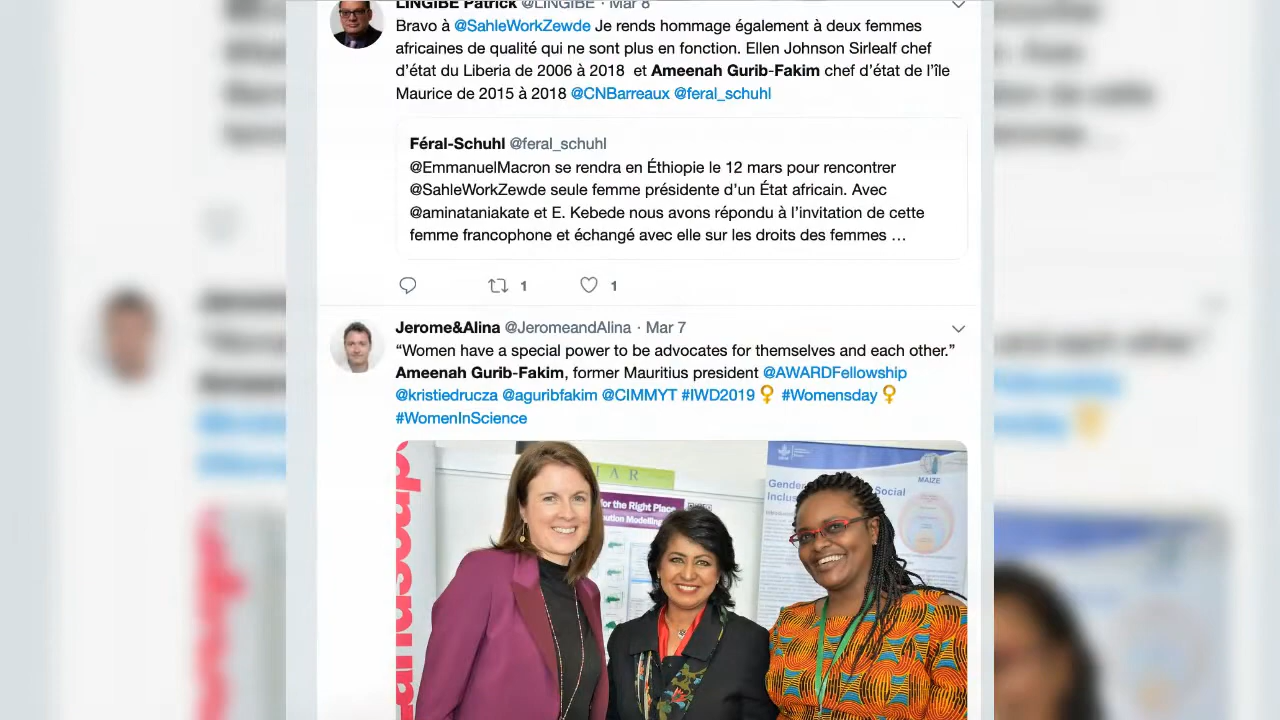 LINGIBE Patrick @LINGIBE · Mar 8
Bravo à @SahleWorkZewde Je rends hommage également à deux femmes
africaines de qualité qui ne sont plus en fonction. Ellen Johnson Sirlealf chef
d’état du Liberia de 2006 à 2018 et Ameenah Gurib-Fakim chef d’état de l’île
Maurice de 2015 à 2018 @CNBarreaux @feral_schuhl
Féral-Schuhl @feral_schuhl
@EmmanuelMacron se rendra en Éthiopie le 12 mars pour rencontrer
@SahleWorkZewde seule femme présidente d’un État africain. Avec
@aminataniakate et E. Kebede nous avons répondu à l’invitation de cette
femme francophone et échangé avec elle sur les droits des femmes …
1 1
Jerome&Alina @JeromeandAlina · Mar 7
“Women have a special power to be advocates for themselves and each other.”
Ameenah Gurib-Fakim, former Mauritius president @AWARDFellowship
@kristiedrucza @aguribfakim @CIMMYT #IWD2019 #Womensday
#WomenInScience
IAR
for the Right Place
MAIZE
Gender Social